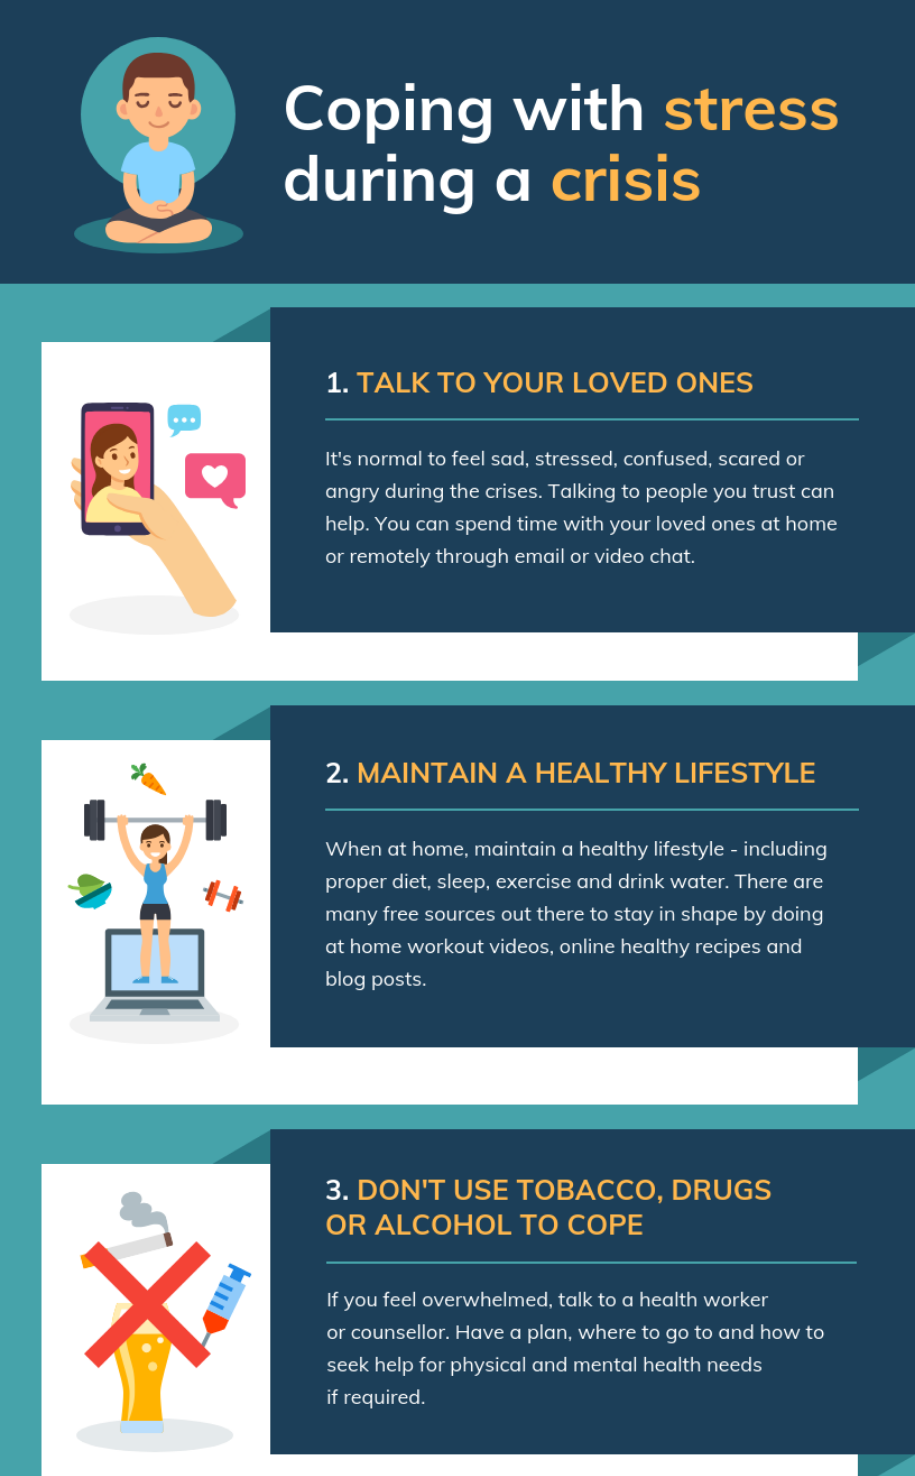 Coping with stress
during a crisis
1. TALK TO YOUR LOVED ONES
It's normal to feel sad, stressed, confused, scared or
angry during the crises. Talking to people you trust can
help. You can spend time with your loved ones at home
or remotely through email or video chat.
2. MAINTAIN A HEALTHY LIFESTYLE
When at home, maintain a healthy lifestyle - including
proper diet, sleep, exercise and drink water. There are
many free sources out there to stay in shape by doing
at home workout videos, online healthy recipes and
blog posts.
3. DON'T USE TOBACCO, DRUGS
OR ALCOHOL TO COPE
If you feel overwhelmed, talk to a health worker
or counsellor. Have a plan, where to go to and how to
seek help for physical and mental health needs
if required.